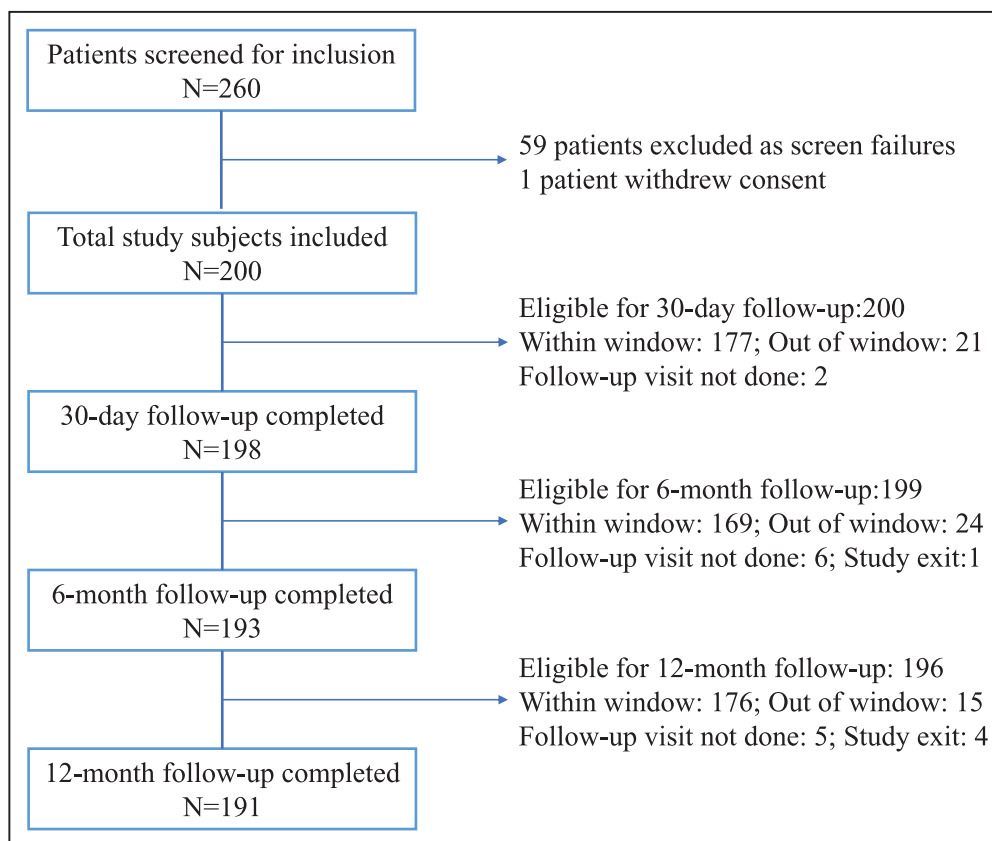 Patients screened for inclusion
N=260
59 patients excluded as screen failures
1 patient withdrew consent
Total study subjects included
N=200
Eligible for 30-day follow-up:200
Within window: 177; Out of window: 21
Follow-up visit not done: 2
30-day follow-up completed
N=198
Eligible for 6-month follow-up:199
Within window: 169; Out of window: 24
Follow-up visit not done: 6; Study exit:1
6-month follow-up completed
N=193
Eligible for 12-month follow-up: 196
Within window: 176; Out of window: 15
Follow-up visit not done: 5; Study exit: 4
12-month follow-up completed
N=191